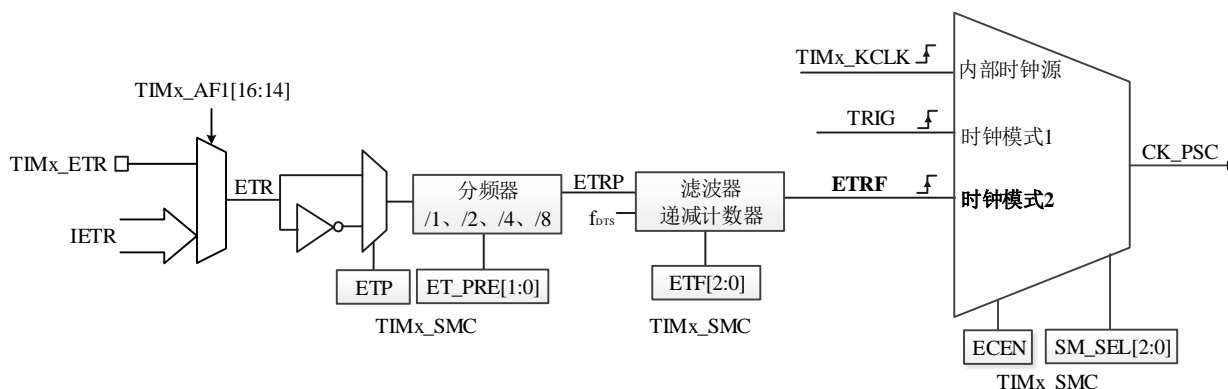 TIMx_AF1[16:14]
TIMx_ETR
IETR
ETR
ETP
分频器
/1、/2、/4、/8
ET_PRE[1:0]
TIMx_SMC
ETRP
fDTS
滤波器
递减计数器
ETF[2:0]
TIMx_SMC
TIMx_KCLK
内部时钟源
TRIG
时钟模式1
ETRF
时钟模式2
CK_PSC
ECEN
SM_SEL[2:0]
TIMx_SMC